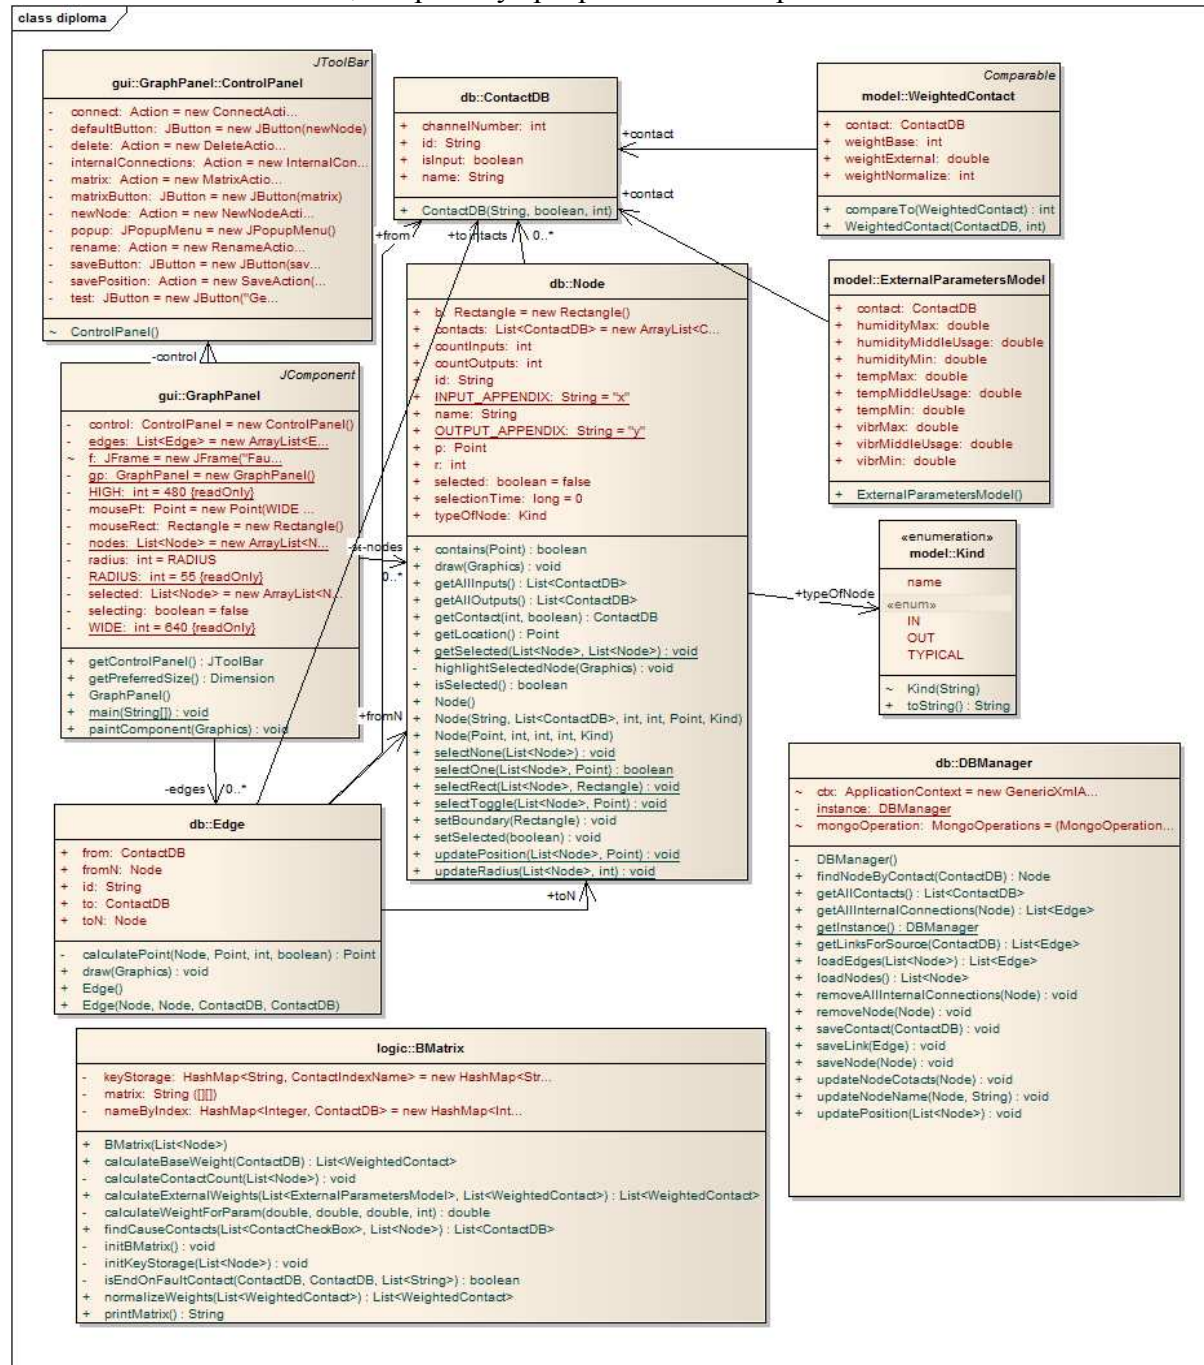 class diploma
JToolBar
gui::GraphPanel::ControlPanel
- connect: Action = new ConnectActi...
- defaultButton: JButton = new JButton(newNode)
- delete: Action = new DeleteActio...
- internalConnections: Action = new InternalCon...
- matrix: Action = new MatrixActio...
- matrixButton: JButton = new JButton(matrix)
- newNode: Action = new NewNodeActi...
- popup: JPopupMenu = new JPopupMenu()
- rename: Action = new RenameActio...
- saveButton: JButton = new JButton(sav...
- savePosition: Action = new SaveAction(...
- test: JButton = new JButton("Ge...
~ ControlPanel()
-control
JComponent
gui::GraphPanel
- control: ControlPanel = new ControlPanel()
- edges: List<Edge> = new ArrayList<E...
~ f: JFrame = new JFrame("Fau...
- gp: GraphPanel = new GraphPanel()
- HIGH: int = 480 {readOnly}
- mousePt: Point = new Point(WIDE ...
- mouseRect: Rectangle = new Rectangle()
- nodes: List<Node> = new ArrayList<N...
- radius: int = RADIUS
- RADIUS: int = 55 {readOnly}
- selected: List<Node> = new ArrayList<N...
- selecting: boolean = false
- WIDE: int = 640 {readOnly}
+ getControlPanel() : JToolBar
+ getPreferredSize() : Dimension
+ GraphPanel()
+ main(String[]) : void
+ paintComponent(Graphics) : void
-edges
0..*
db::Edge
+ from: ContactDB
+ fromN: Node
+ id: String
+ to: ContactDB
+ toN: Node
- calculatePoint(Node, Point, int, boolean) : Point
+ draw(Graphics) : void
+ Edge()
+ Edge(Node, Node, ContactDB, ContactDB)
db::ContactDB
+ channelNumber: int
+ id: String
+ isInput: boolean
+ name: String
+ ContactDB(String, boolean, int)
+from
+to
ntacts
0..*
db::Node
+ b: Rectangle = new Rectangle()
+ contacts: List<ContactDB> = new ArrayList<C...
+ countInputs: int
+ countOutputs: int
+ id: String
+ INPUT_APPENDIX: String = "x"
+ name: String
+ OUTPUT_APPENDIX: String = "y"
+ p: Point
+ r: int
+ selected: boolean = false
+ selectionTime: long = 0
+ typeOfNode: Kind
+ contains(Point) : boolean
+ draw(Graphics) : void
+ getAllInputs() : List<ContactDB>
+ getAllOutputs() : List<ContactDB>
+ getContact(int, boolean) : ContactDB
+ getLocation() : Point
+ getSelected(List<Node>, List<Node>) : void
- highlightSelectedNode(Graphics) : void
+ isSelected() : boolean
+ Node()
+ Node(String, List<ContactDB>, int, int, Point, Kind)
+ Node(Point, int, int, int, Kind)
+ selectNone(List<Node>) : void
+ selectOne(List<Node>, Point) : boolean
+ selectRect(List<Node>, Rectangle) : void
+ selectToggle(List<Node>, Point) : void
+ setBoundary(Rectangle) : void
+ setSelected(boolean) : void
+ updatePosition(List<Node>, Point) : void
+ updateRadius(List<Node>, int) : void
-nodes
0..*
+fromN
+toN
+contact
+contact
Comparable
model::WeightedContact
+ contact: ContactDB
+ weightBase: int
+ weightExternal: double
+ weightNormalize: int
+ compareTo(WeightedContact) : int
+ WeightedContact(ContactDB, int)
model::ExternalParametersModel
+ contact: ContactDB
+ humidityMax: double
+ humidityMiddleUsage: double
+ humidityMin: double
+ tempMax: double
+ tempMiddleUsage: double
+ tempMin: double
+ vibrMax: double
+ vibrMiddleUsage: double
+ vibrMin: double
+ ExternalParametersModel()
+typeOfNode
«enumeration»
model::Kind
name
«enum»
IN
OUT
TYPICAL
~ Kind(String)
+ toString() : String
db::DBManager
~ ctx: ApplicationContext = new GenericXmlA...
- instance: DBManager
~ mongoOperation: MongoOperations = (MongoOperation...
- DBManager()
+ findNodeByContact(ContactDB) : Node
+ getAllContacts() : List<ContactDB>
+ getAllInternalConnections(Node) : List<Edge>
+ getInstance() : DBManager
+ getLinksForSource(ContactDB) : List<Edge>
+ loadEdges(List<Node>) : List<Edge>
+ loadNodes() : List<Node>
+ removeAllInternalConnections(Node) : void
+ removeNode(Node) : void
+ saveContact(ContactDB) : void
+ saveLink(Edge) : void
+ saveNode(Node) : void
+ updateNodeCotacts(Node) : void
+ updateNodeName(Node, String) : void
+ updatePosition(List<Node>) : void
logic::BMatrix
- keyStorage: HashMap<String, ContactIndexName> = new HashMap<Str...
- matrix: String ([][])
- nameByIndex: HashMap<Integer, ContactDB> = new HashMap<Int...
+ BMatrix(List<Node>)
+ calculateBaseWeight(ContactDB) : List<WeightedContact>
- calculateContactCount(List<Node>) : void
+ calculateExternalWeights(List<ExternalParametersModel>, List<WeightedContact>) : List<WeightedContact>
- calculateWeightForParam(double, double, double, int) : double
+ findCauseContacts(List<ContactCheckBox>, List<Node>) : List<ContactDB>
- initBMatrix() : void
- initKeyStorage(List<Node>) : void
- isEndOnFaultContact(ContactDB, ContactDB, List<String>) : boolean
+ normalizeWeights(List<WeightedContact>) : List<WeightedContact>
+ printMatrix() : String